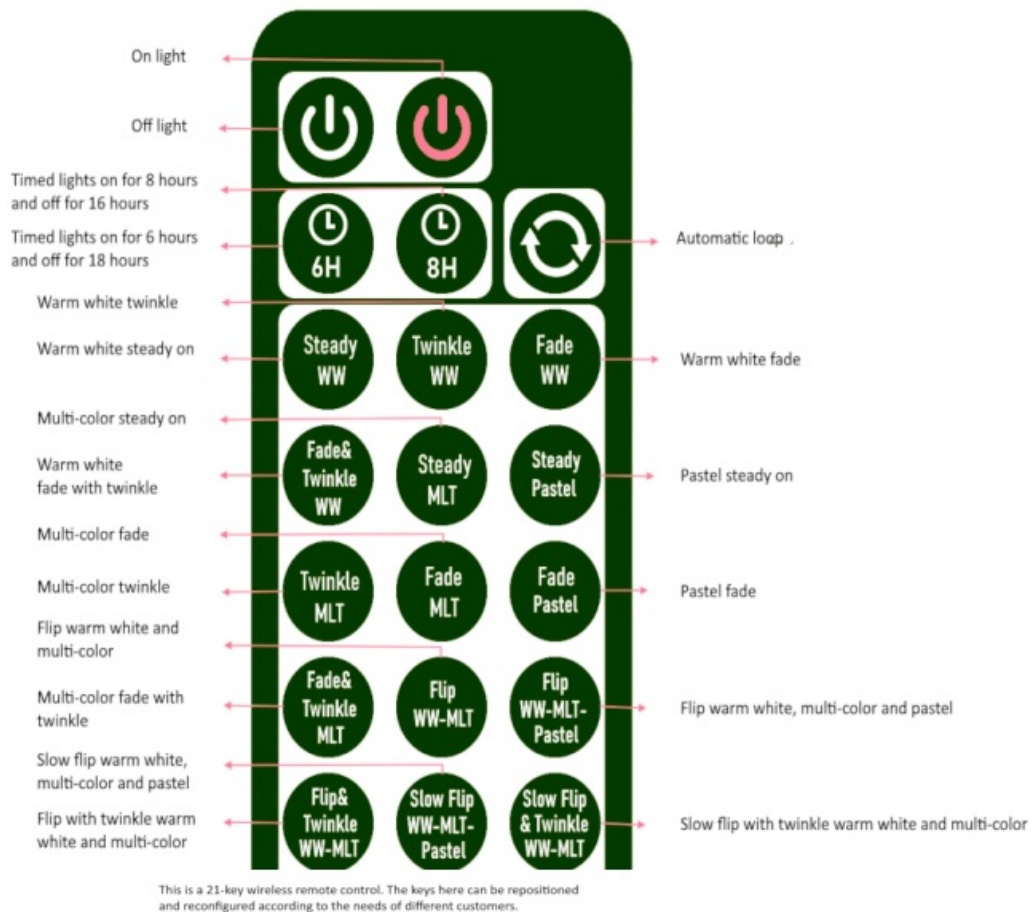 On light
Off light
Timed lights on for 8 hours
and off for 16 hours
Timed lights on for 6 hours
and off for 18 hours
6H
8H
Automatic loop
Warm white twinkle
Warm white steady on
Steady
WW
Twinkle
WW
Fade
WW
Warm white fade
Multi-color steady on
Warm white
fade with twinkle
Fade&
Twinkle
WW
Steady
MLT
Steady
Pastel
Pastel steady on
Multi-color fade
Multi-color twinkle
Twinkle
MLT
Fade
MLT
Fade
Pastel
Pastel fade
Flip warm white and
multi-color
Multi-color fade with
twinkle
Fade&
Twinkle
MLT
Flip
WW-MLT
Flip
WW-MLT-
Pastel
Flip warm white, multi-color and pastel
Slow flip warm white,
multi-color and pastel
Flip with twinkle warm
white and multi-color
Flip&
Twinkle
WW-MLT
Slow Flip
WW-MLT-
Pastel
Slow Flip
& Twinkle
WW-MLT
Slow flip with twinkle warm white and multi-color
This is a 21-key wireless remote control. The keys here can be repositioned
and reconfigured according to the needs of different customers.